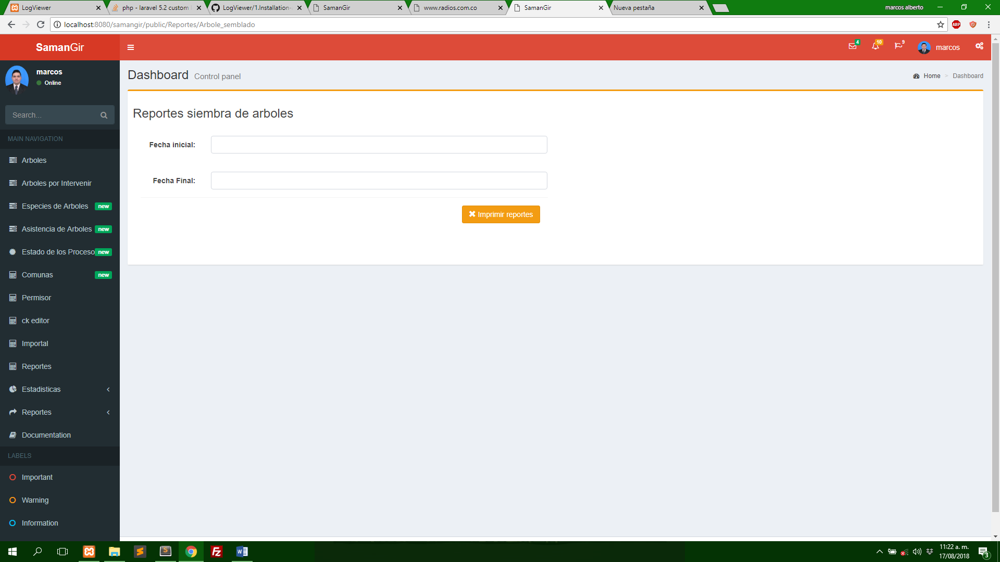 LogViewer
php - laravel 5.2 custom
LogViewer/1.Installation-
SamanGir
www.radios.com.co
SamanGir
Nueva pestaña
marcos alberto
localhost:8080/samangir/public/Reportes/Arbole_semblado
ABP
SamanGir
4
10
9
marcos
marcos
Online
Dashboard Control panel
Home > Dashboard
Search...
Reportes siembra de arboles
MAIN NAVIGATION
Fecha inicial:
Arboles
Fecha Final:
Arboles por Intervenir
Especies de Arboles new
Imprimir reportes
Asistencia de Arboles new
Estado de los Proceso new
Comunas new
Permisor
ck editor
Importal
Reportes
Estadisticas
Reportes
Documentation
LABELS
Important
Warning
Information
11:22 a. m.
17/08/2018
3